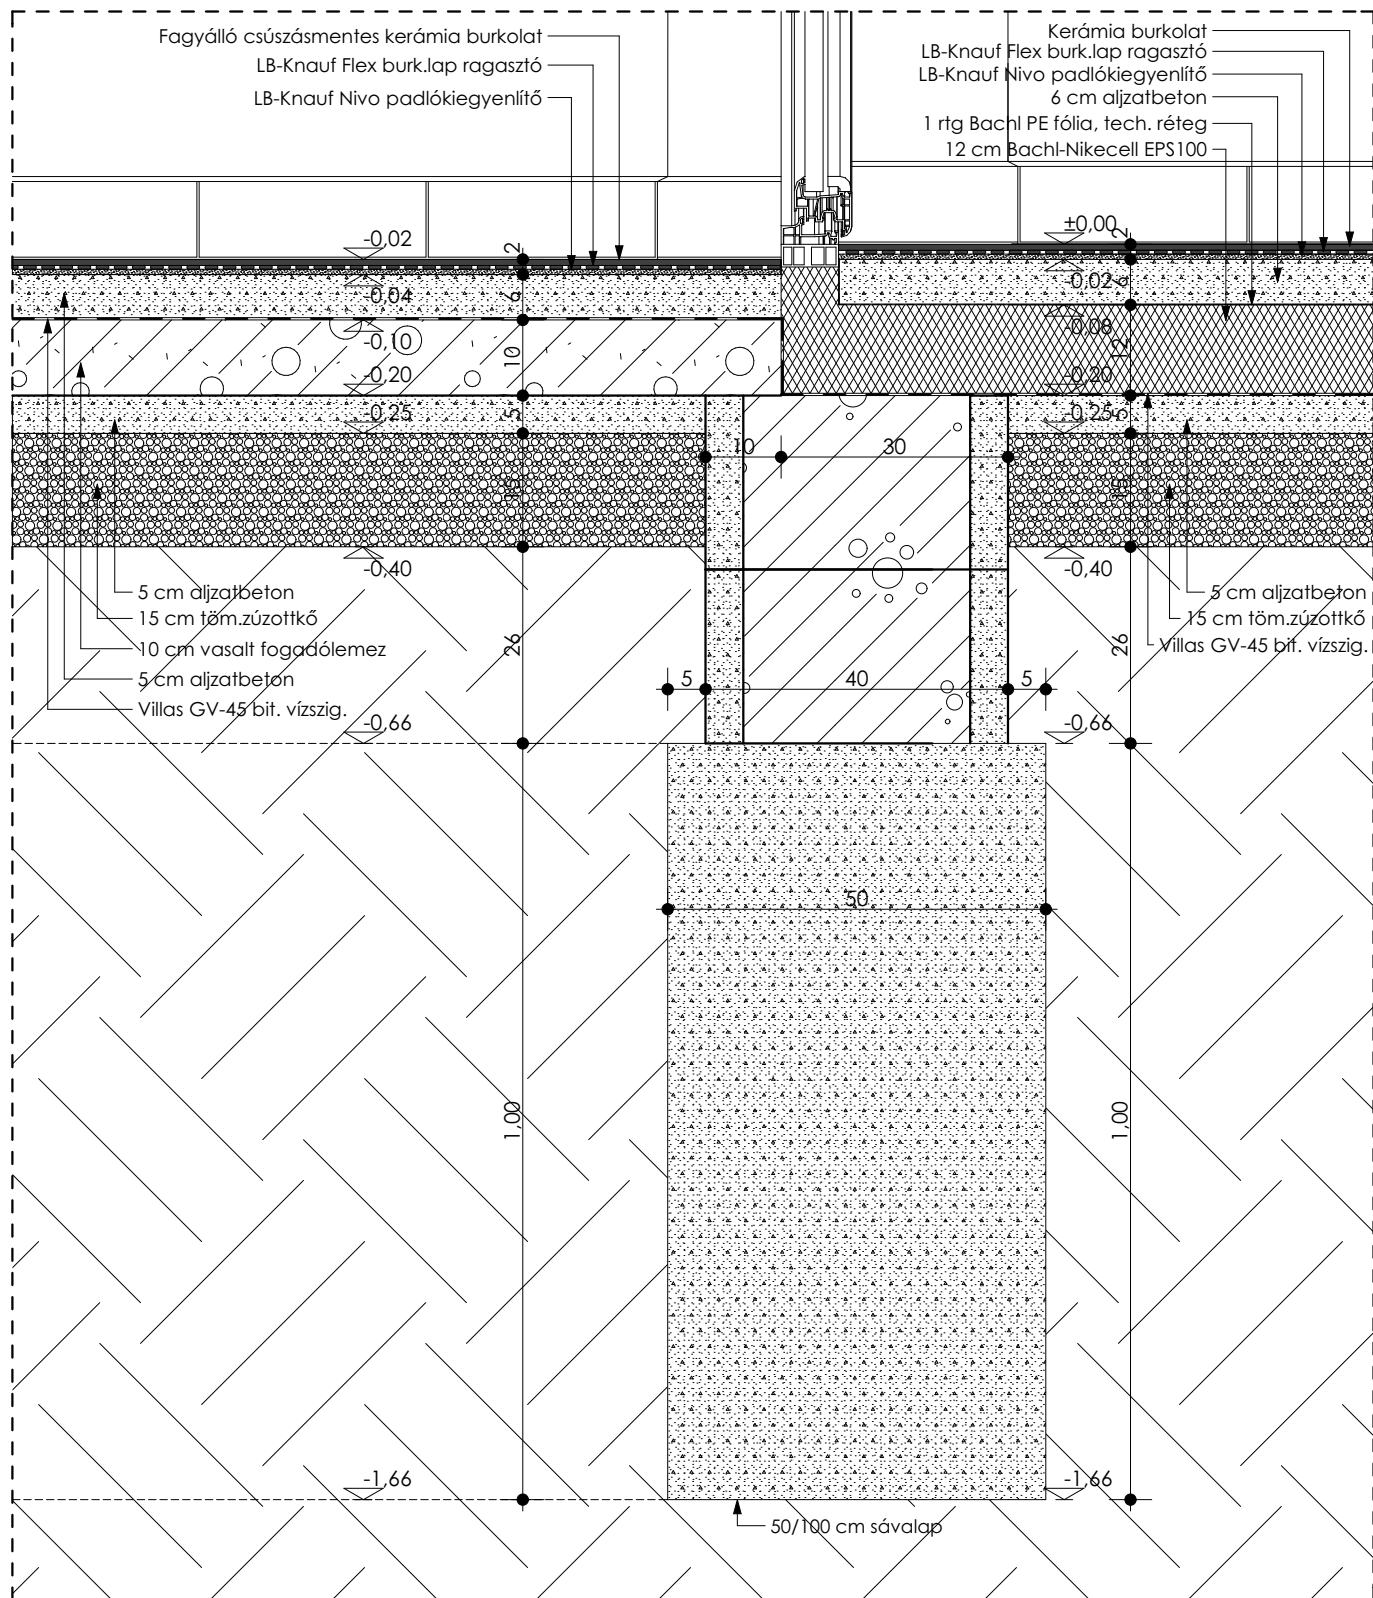 Fagyálló csúszásmentes kerámia burkolat
LB-Knauf Flex burk.lap ragasztó
LB-Knauf Nivo padlókiegyenlítő
Kerámia burkolat
LB-Knauf Flex burk.lap ragasztó
LB-Knauf Nivo padlókiegyenlítő
6 cm aljzatbeton
1 rtg Bachl PE fólia, tech. réteg
12 cm Bachl-Nikecell EPS100
-0,02
2
-0,04
6
-0,10
10
-0,20
-0,25
5
15
-0,40
±0,00
2
-0,02
6
-0,08
12
-0,20
-0,25
5
15
-0,40
10
30
5 cm aljzatbeton
15 cm töm.zúzottkő
10 cm vasalt fogadólemez
5 cm aljzatbeton
Villas GV-45 bit. vízszig.
26
5 cm aljzatbeton
15 cm töm.zúzottkő
Villas GV-45 bit. vízszig.
26
5
40
5
-0,66
-0,66
50
1,00
1,00
-1,66
-1,66
50/100 cm sávalap